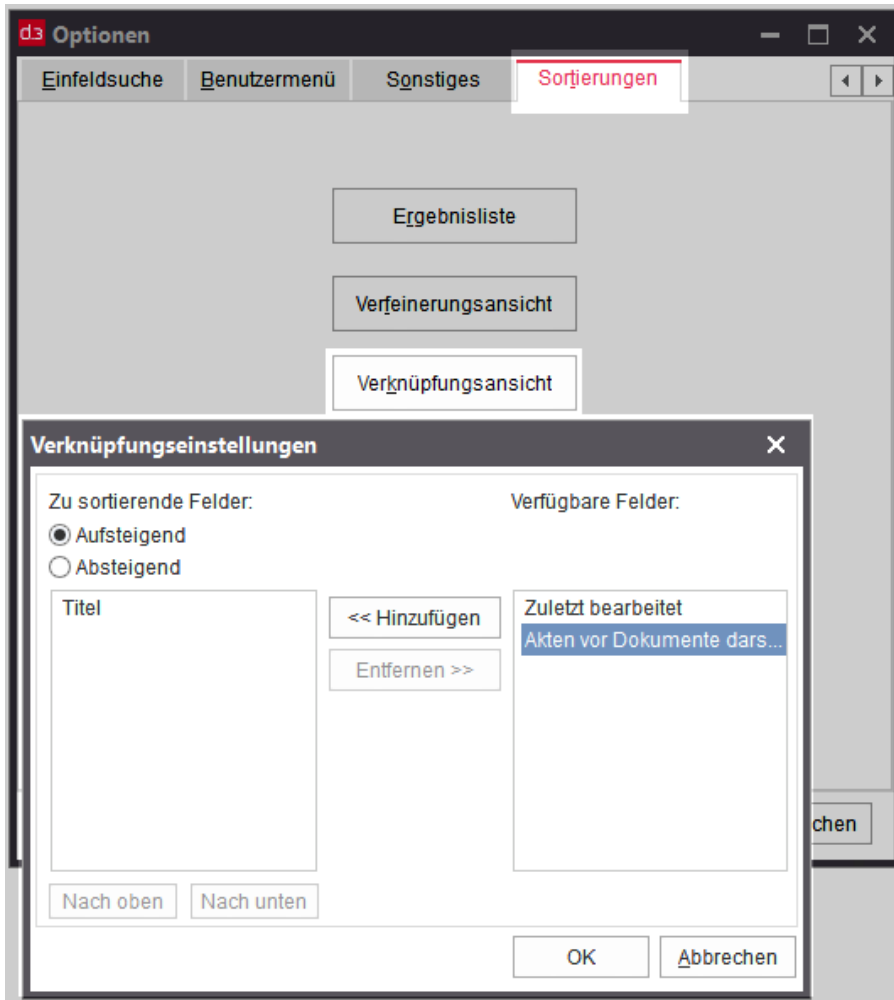 d3 Optionen
Einfeldsuche Benutzermenü Sonstiges Sortierungen
Ergebnisliste
Verfeinerungsansicht
Verknüpfungsansicht
Verknüpfungseinstellungen
Zu sortierende Felder: Verfügbare Felder:
Aufsteigend
Absteigend
Titel << Hinzufügen Zuletzt bearbeitet
Akten vor Dokumente dars...
Entfernen >>
chen
Nach oben Nach unten
OK Abbrechen